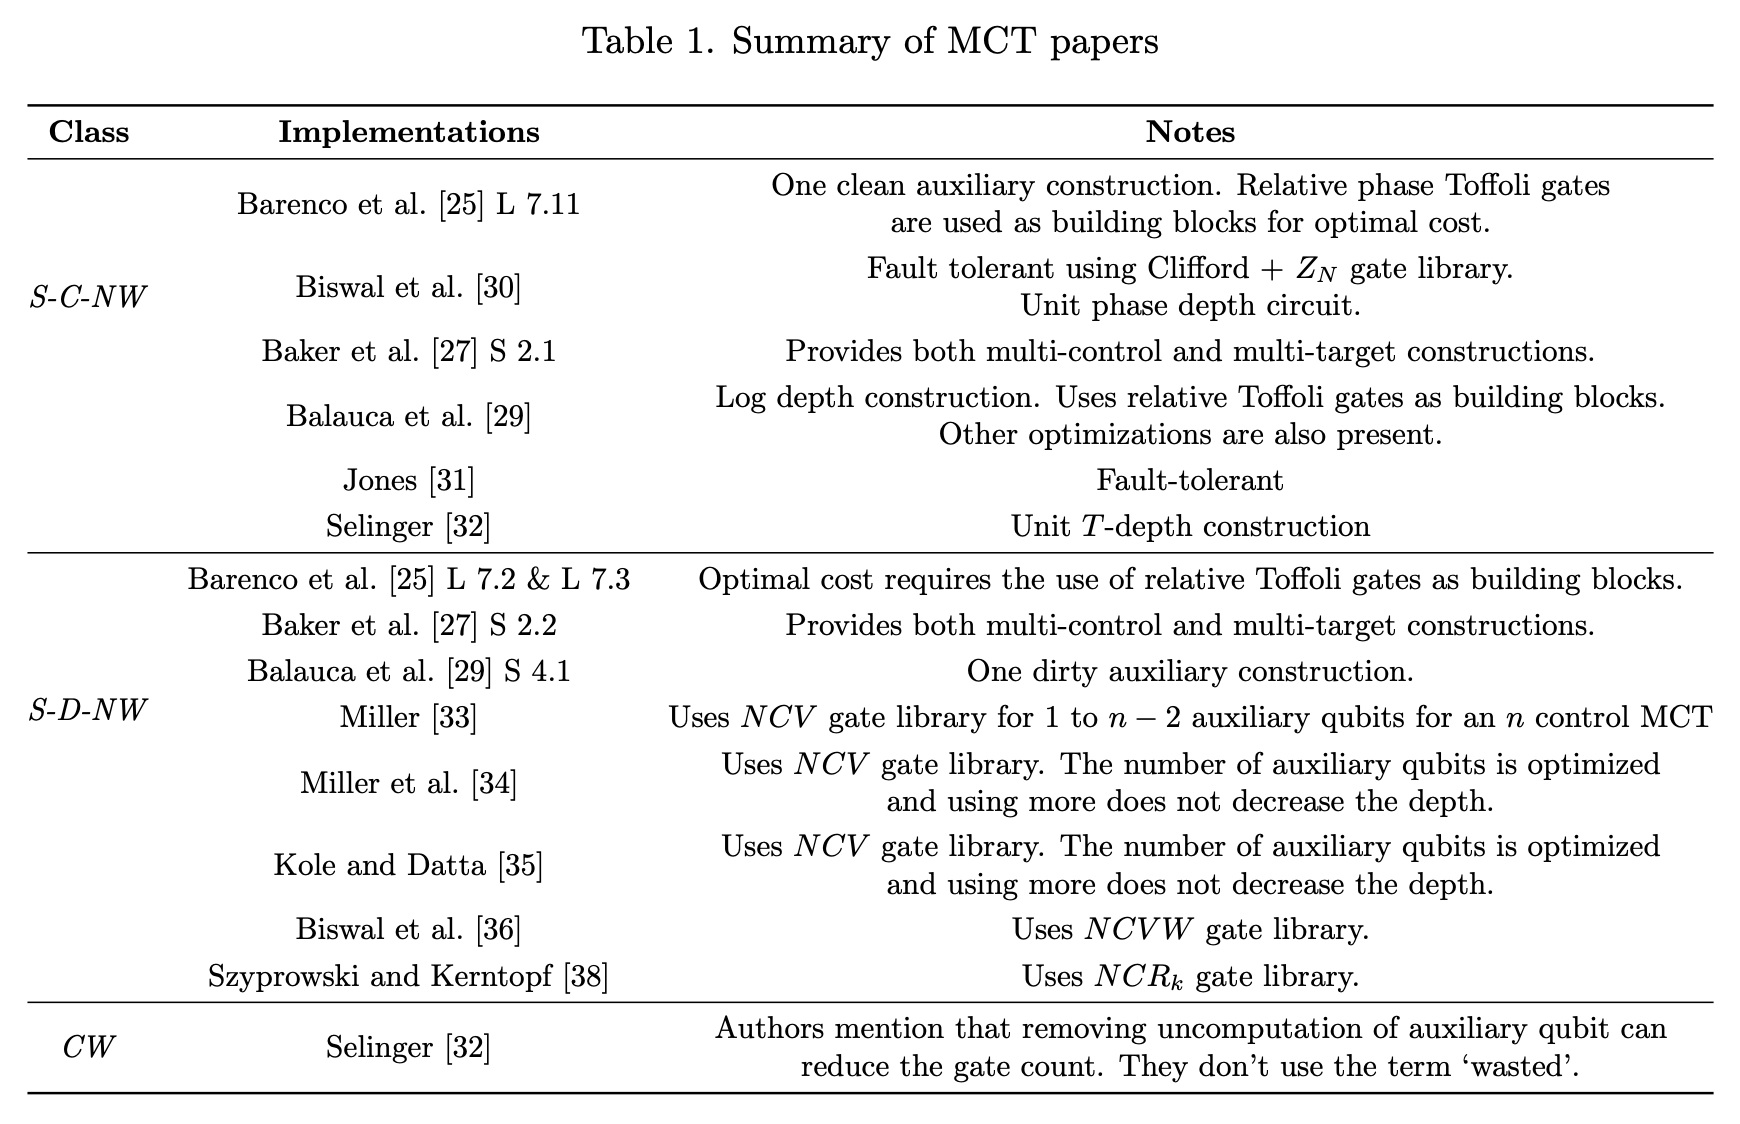 Table 1. Summary of MCT papers
Class Implementations Notes
S-C-NW
Barenco et al. [25] L 7.11
One clean auxiliary construction. Relative phase Toffoli gates
are used as building blocks for optimal cost.
Biswal et al. [30]
Fault tolerant using Clifford + Z_N gate library.
Unit phase depth circuit.
Baker et al. [27] S 2.1 Provides both multi-control and multi-target constructions.
Balauca et al. [29]
Log depth construction. Uses relative Toffoli gates as building blocks.
Other optimizations are also present.
Jones [31] Fault-tolerant
Selinger [32] Unit T-depth construction
S-D-NW
Barenco et al. [25] L 7.2 & L 7.3 Optimal cost requires the use of relative Toffoli gates as building blocks.
Baker et al. [27] S 2.2 Provides both multi-control and multi-target constructions.
Balauca et al. [29] S 4.1 One dirty auxiliary construction.
Miller [33] Uses NCV gate library for 1 to n − 2 auxiliary qubits for an n control MCT
Miller et al. [34]
Uses NCV gate library. The number of auxiliary qubits is optimized
and using more does not decrease the depth.
Kole and Datta [35]
Uses NCV gate library. The number of auxiliary qubits is optimized
and using more does not decrease the depth.
Biswal et al. [36] Uses NCVW gate library.
Szyprowski and Kerntopf [38] Uses NCR_k gate library.
CW
Selinger [32]
Authors mention that removing uncomputation of auxiliary qubit can
reduce the gate count. They don't use the term ‘wasted’.